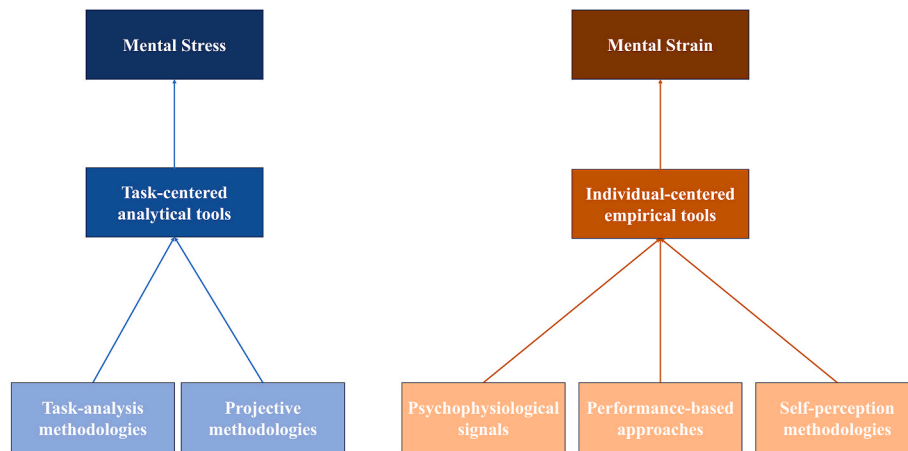 Mental Stress
Mental Strain
Task-centered
analytical tools
Individual-centered
empirical tools
Task-analysis
methodologies
Projective
methodologies
Psychophysiological
signals
Performance-based
approaches
Self-perception
methodologies